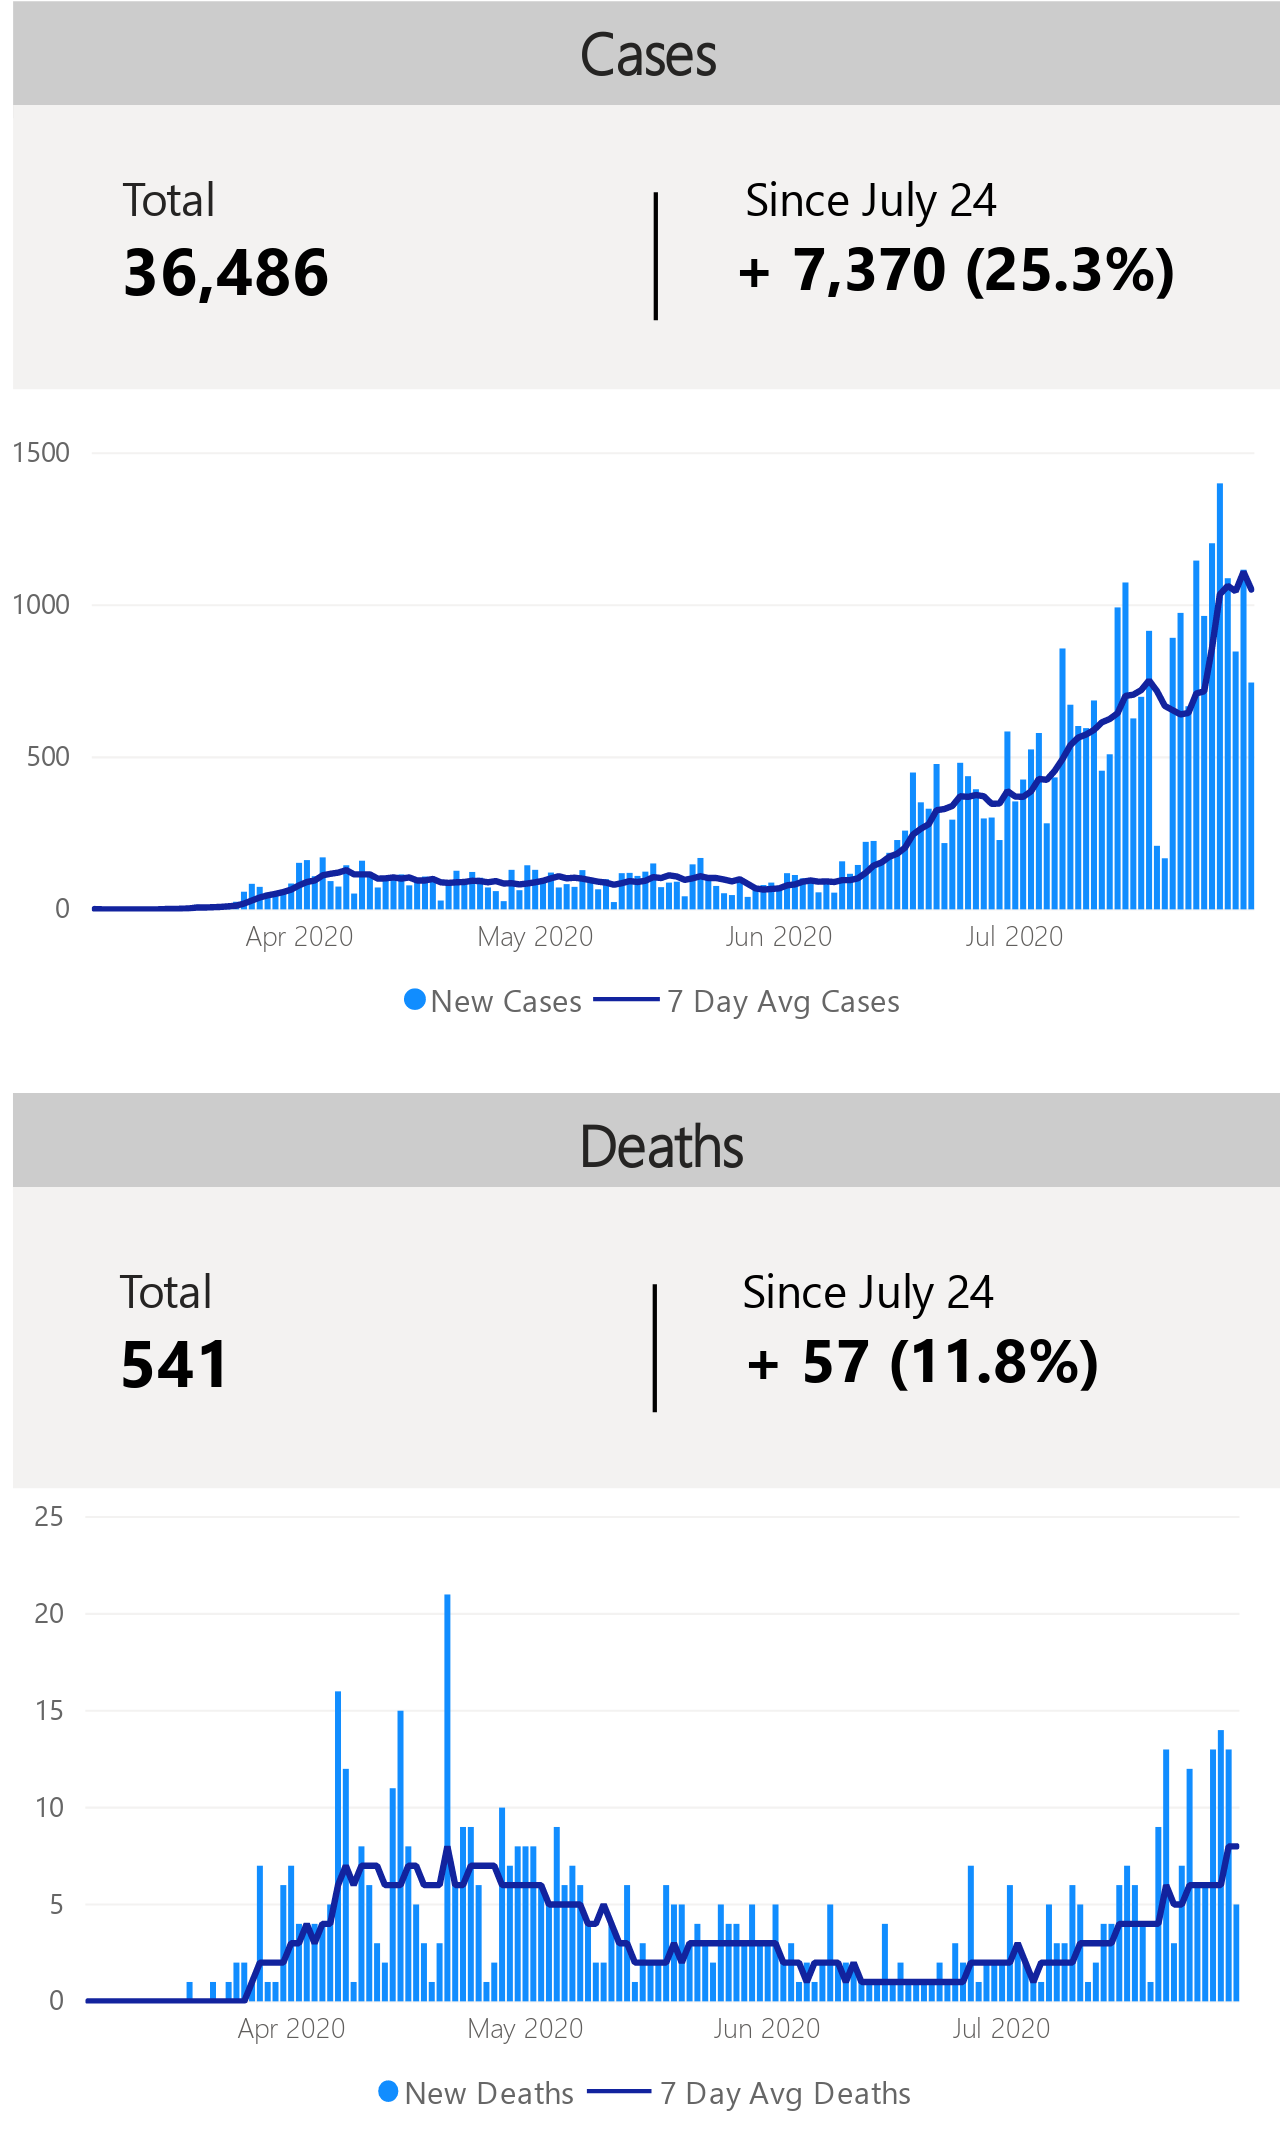 Cases
Total
Since July 24
36,486
+ 7,370 (25.3%)
1500
1000
500
0
Apr 2020 May 2020 Jun 2020 Jul 2020
New Cases 7 Day Avg Cases
Deaths
Total
Since July 24
541
+ 57 (11.8%)
25
20
15
10
5
0
Apr 2020 May 2020 Jun 2020 Jul 2020
New Deaths 7 Day Avg Deaths